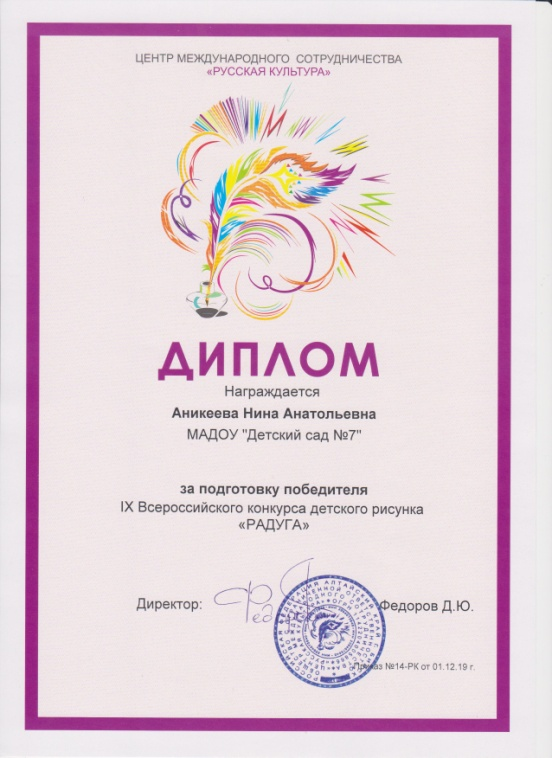 ЦЕНТР МЕЖДУНАРОДНОГО СОТРУДНИЧЕСТВА
«РУССКАЯ КУЛЬТУРА»
ДИПЛОМ
Награждается
Аникеева Нина Анатольевна
МАДОУ "Детский сад №7"
за подготовку победителя
IX Всероссийского конкурса детского рисунка
«РАДУГА»
Директор:
Федоров Д.Ю.
Приказ №14-РК от 01.12.19 г.